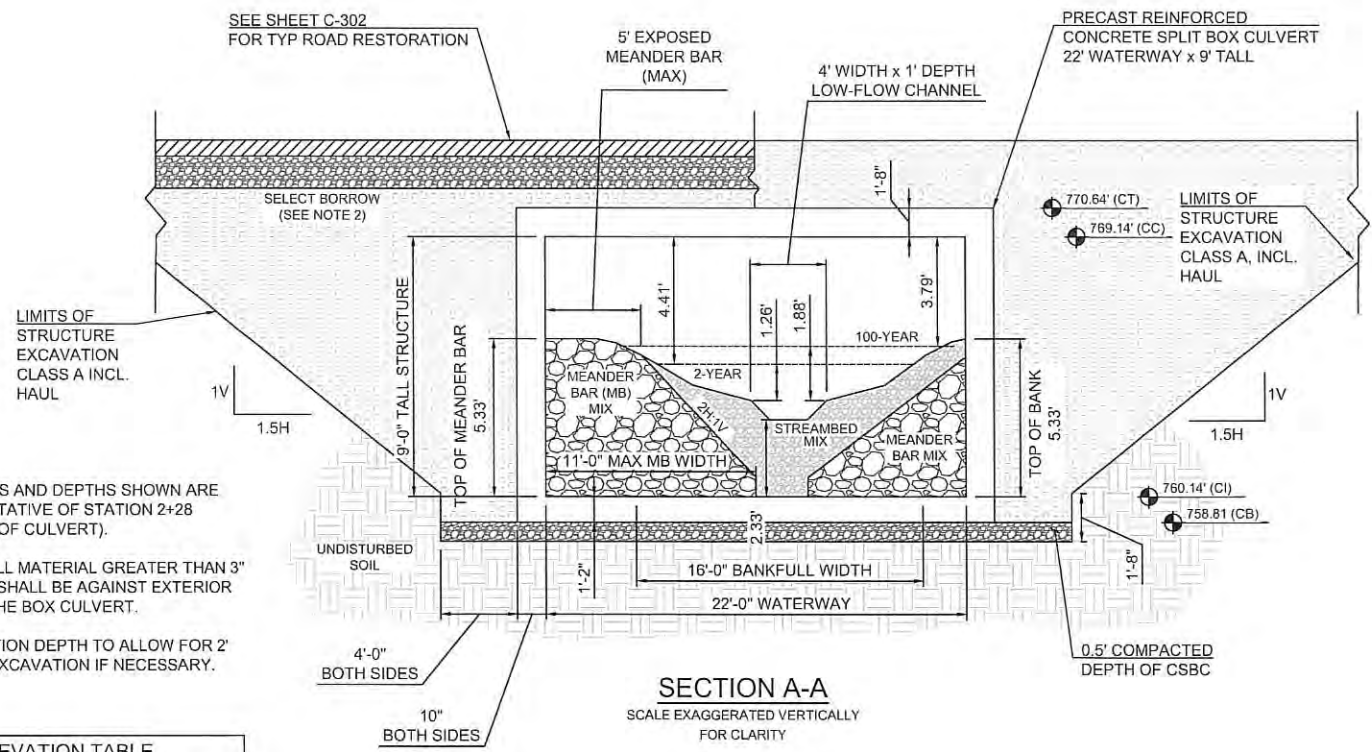 SEE SHEET C-302
FOR TYP ROAD RESTORATION
5' EXPOSED
MEANDER BAR
(MAX)
4' WIDTH x 1' DEPTH
LOW-FLOW CHANNEL
PRECAST REINFORCED
CONCRETE SPLIT BOX CULVERT
22' WATERWAY x 9' TALL
SELECT BORROW
(SEE NOTE 2)
1'-8"
770.64' (CT)
769.14' (CC)
LIMITS OF
STRUCTURE
EXCAVATION
CLASS A, INCL.
HAUL
LIMITS OF
STRUCTURE
EXCAVATION
CLASS A INCL.
HAUL
1V
1.5H
9'-0" TALL STRUCTURE
TOP OF MEANDER BAR
5.33'
4.41'
1.26'
1.88'
3.79'
100-YEAR
2-YEAR
MEANDER
BAR (MB)
MIX
2H:1V
STREAMBED
MIX
MEANDER
BAR MIX
TOP OF BANK
5.33'
1V
1.5H
11'-0" MAX MB WIDTH
2.33'
1'-2"
16'-0" BANKFULL WIDTH
22'-0" WATERWAY
760.14' (CI)
758.81 (CB)
1'-8"
UNDISTURBED
SOIL
S AND DEPTHS SHOWN ARE
TATIVE OF STATION 2+28
OF CULVERT).
LL MATERIAL GREATER THAN 3"
SHALL BE AGAINST EXTERIOR
HE BOX CULVERT.
TION DEPTH TO ALLOW FOR 2'
XCAVATION IF NECESSARY.
4'-0"
BOTH SIDES
10"
BOTH SIDES
0.5' COMPACTED
DEPTH OF CSBC
SECTION A-A
SCALE EXAGGERATED VERTICALLY
FOR CLARITY
EVATION TABLE